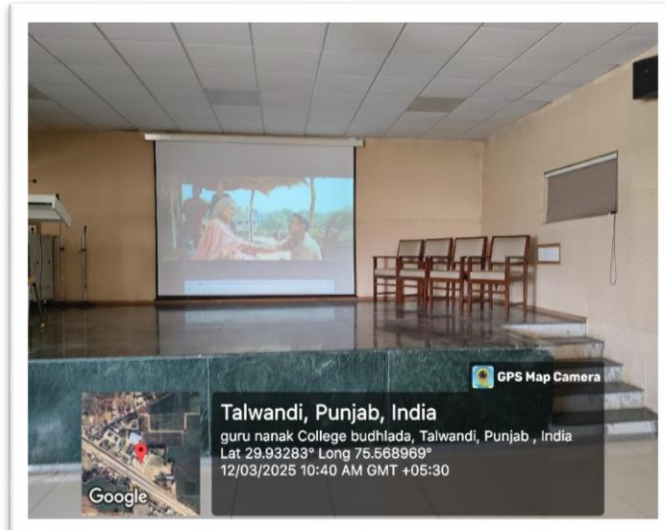 GPS Map Camera
Talwandi, Punjab, India
guru nanak College budhlada, Talwandi, Punjab , India
Lat 29.93283° Long 75.568969°
12/03/2025 10:40 AM GMT +05:30
Google